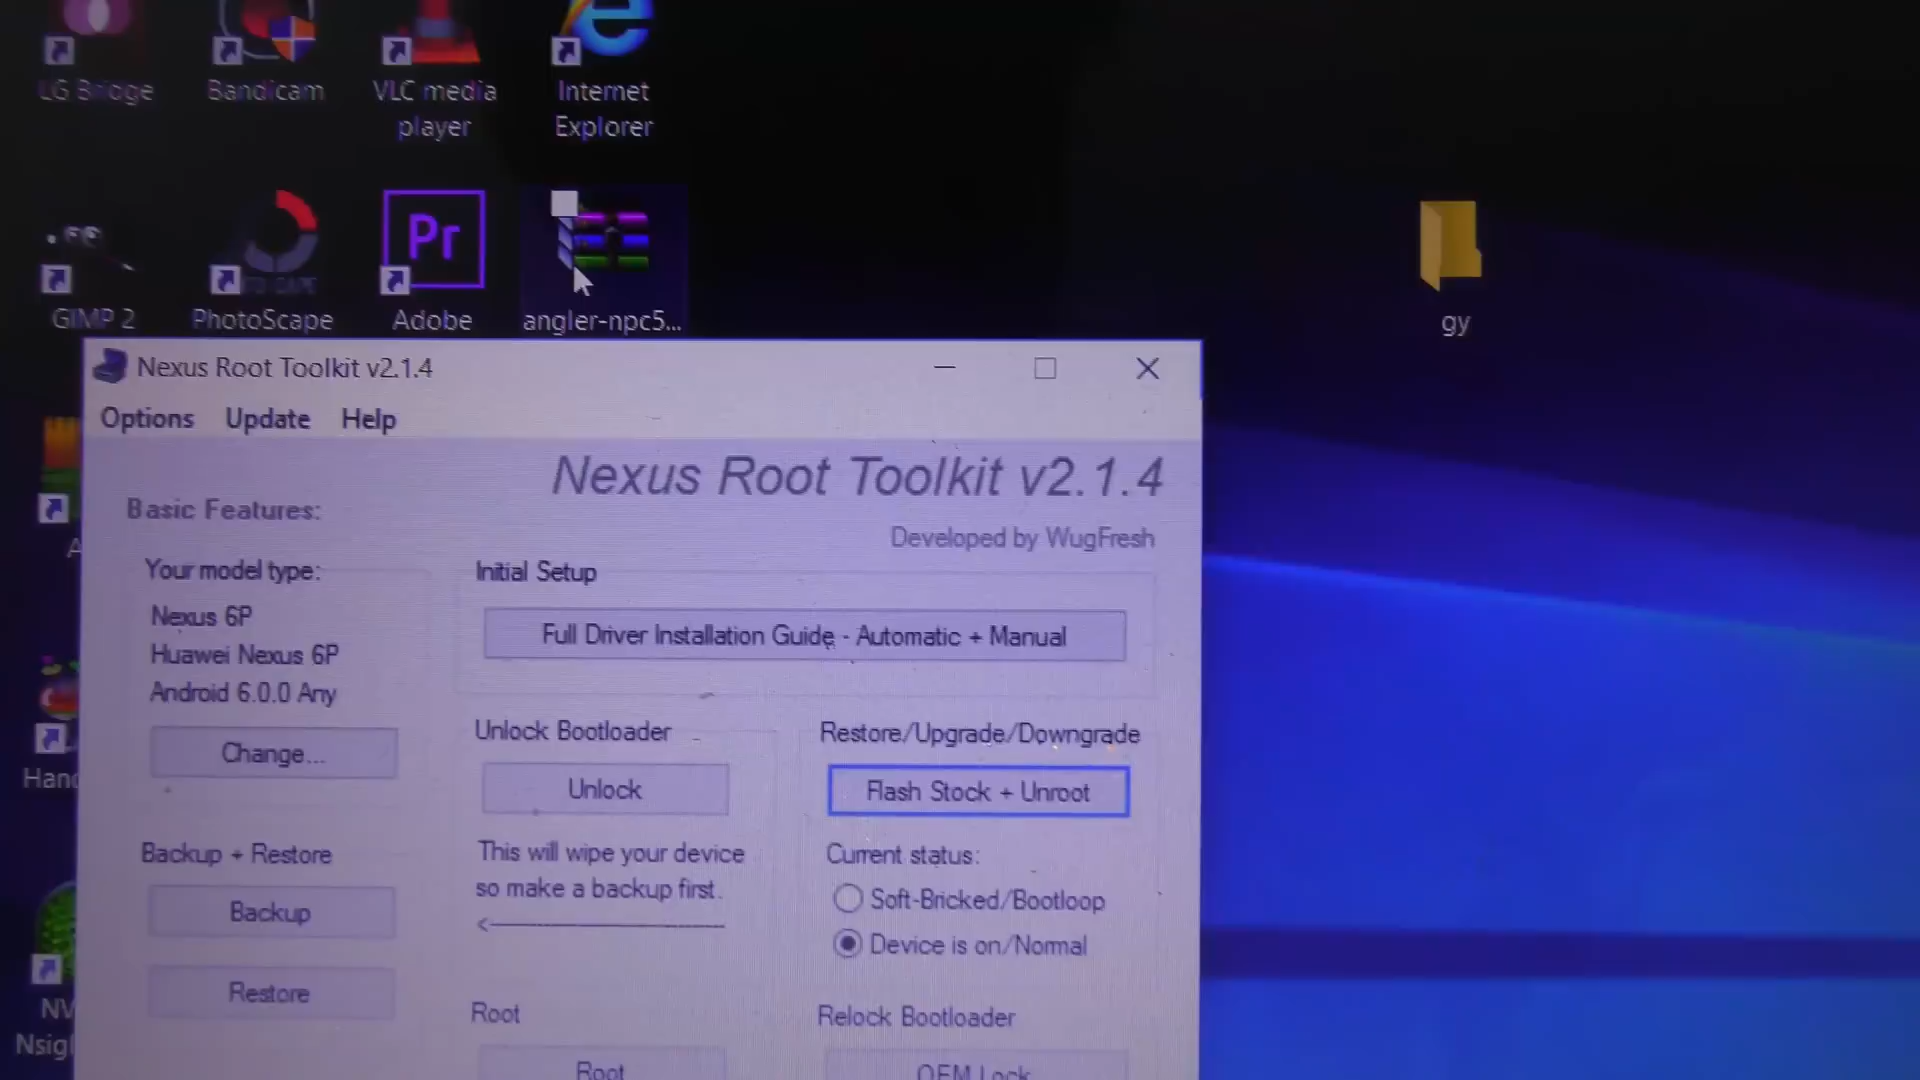 LG Bridge
Bandicam
VLC media
player
Internet
Explorer
GIMP 2
PhotoScape
Pr
Adobe
angler-npc5...
gy
Nexus Root Toolkit v2.1.4
Options Update Help
Nexus Root Toolkit v2.1.4
Developed by WugFresh
Basic Features:
Your model type:
Nexus 6P
Huawei Nexus 6P
Android 6.0.0 Any
Change...
Initial Setup
Full Driver Installation Guide - Automatic + Manual
Unlock Bootloader
Unlock
This will wipe your device
so make a backup first.
<
Restore/Upgrade/Downgrade
Flash Stock + Unroot
Current status:
Soft-Bricked/Bootloop
Device is on/Normal
Backup + Restore
Backup
Restore
Root
Root
Relock Bootloader
OEM Lock
A
Hand
NV
Nsig